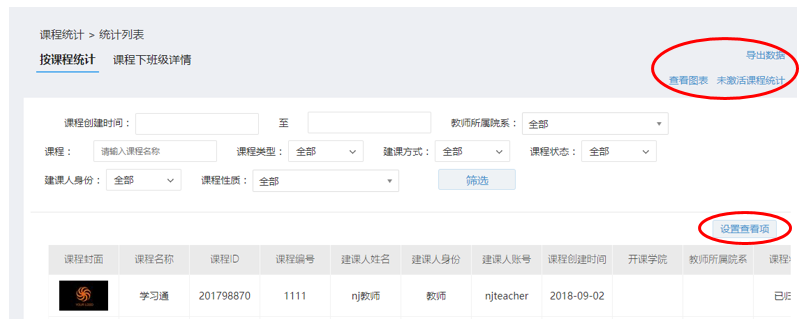 课程统计 > 统计列表
按课程统计 课程下班级详情
导出数据
查看图表 未激活课程统计
课程创建时间： 至 教师所属院系： 全部
课程： 请输入课程名称 课程类型： 全部 建课方式： 全部 课程状态： 全部
建课人身份： 全部 课程性质： 全部 筛选
设置查看项
课程封面 课程名称 课程ID 课程编号 建课人姓名 建课人身份 建课人账号 课程创建时间 开课学院 教师所属院系 课程
学习通 201798870 1111 nj教师 教师 njteacher 2018-09-02 已归